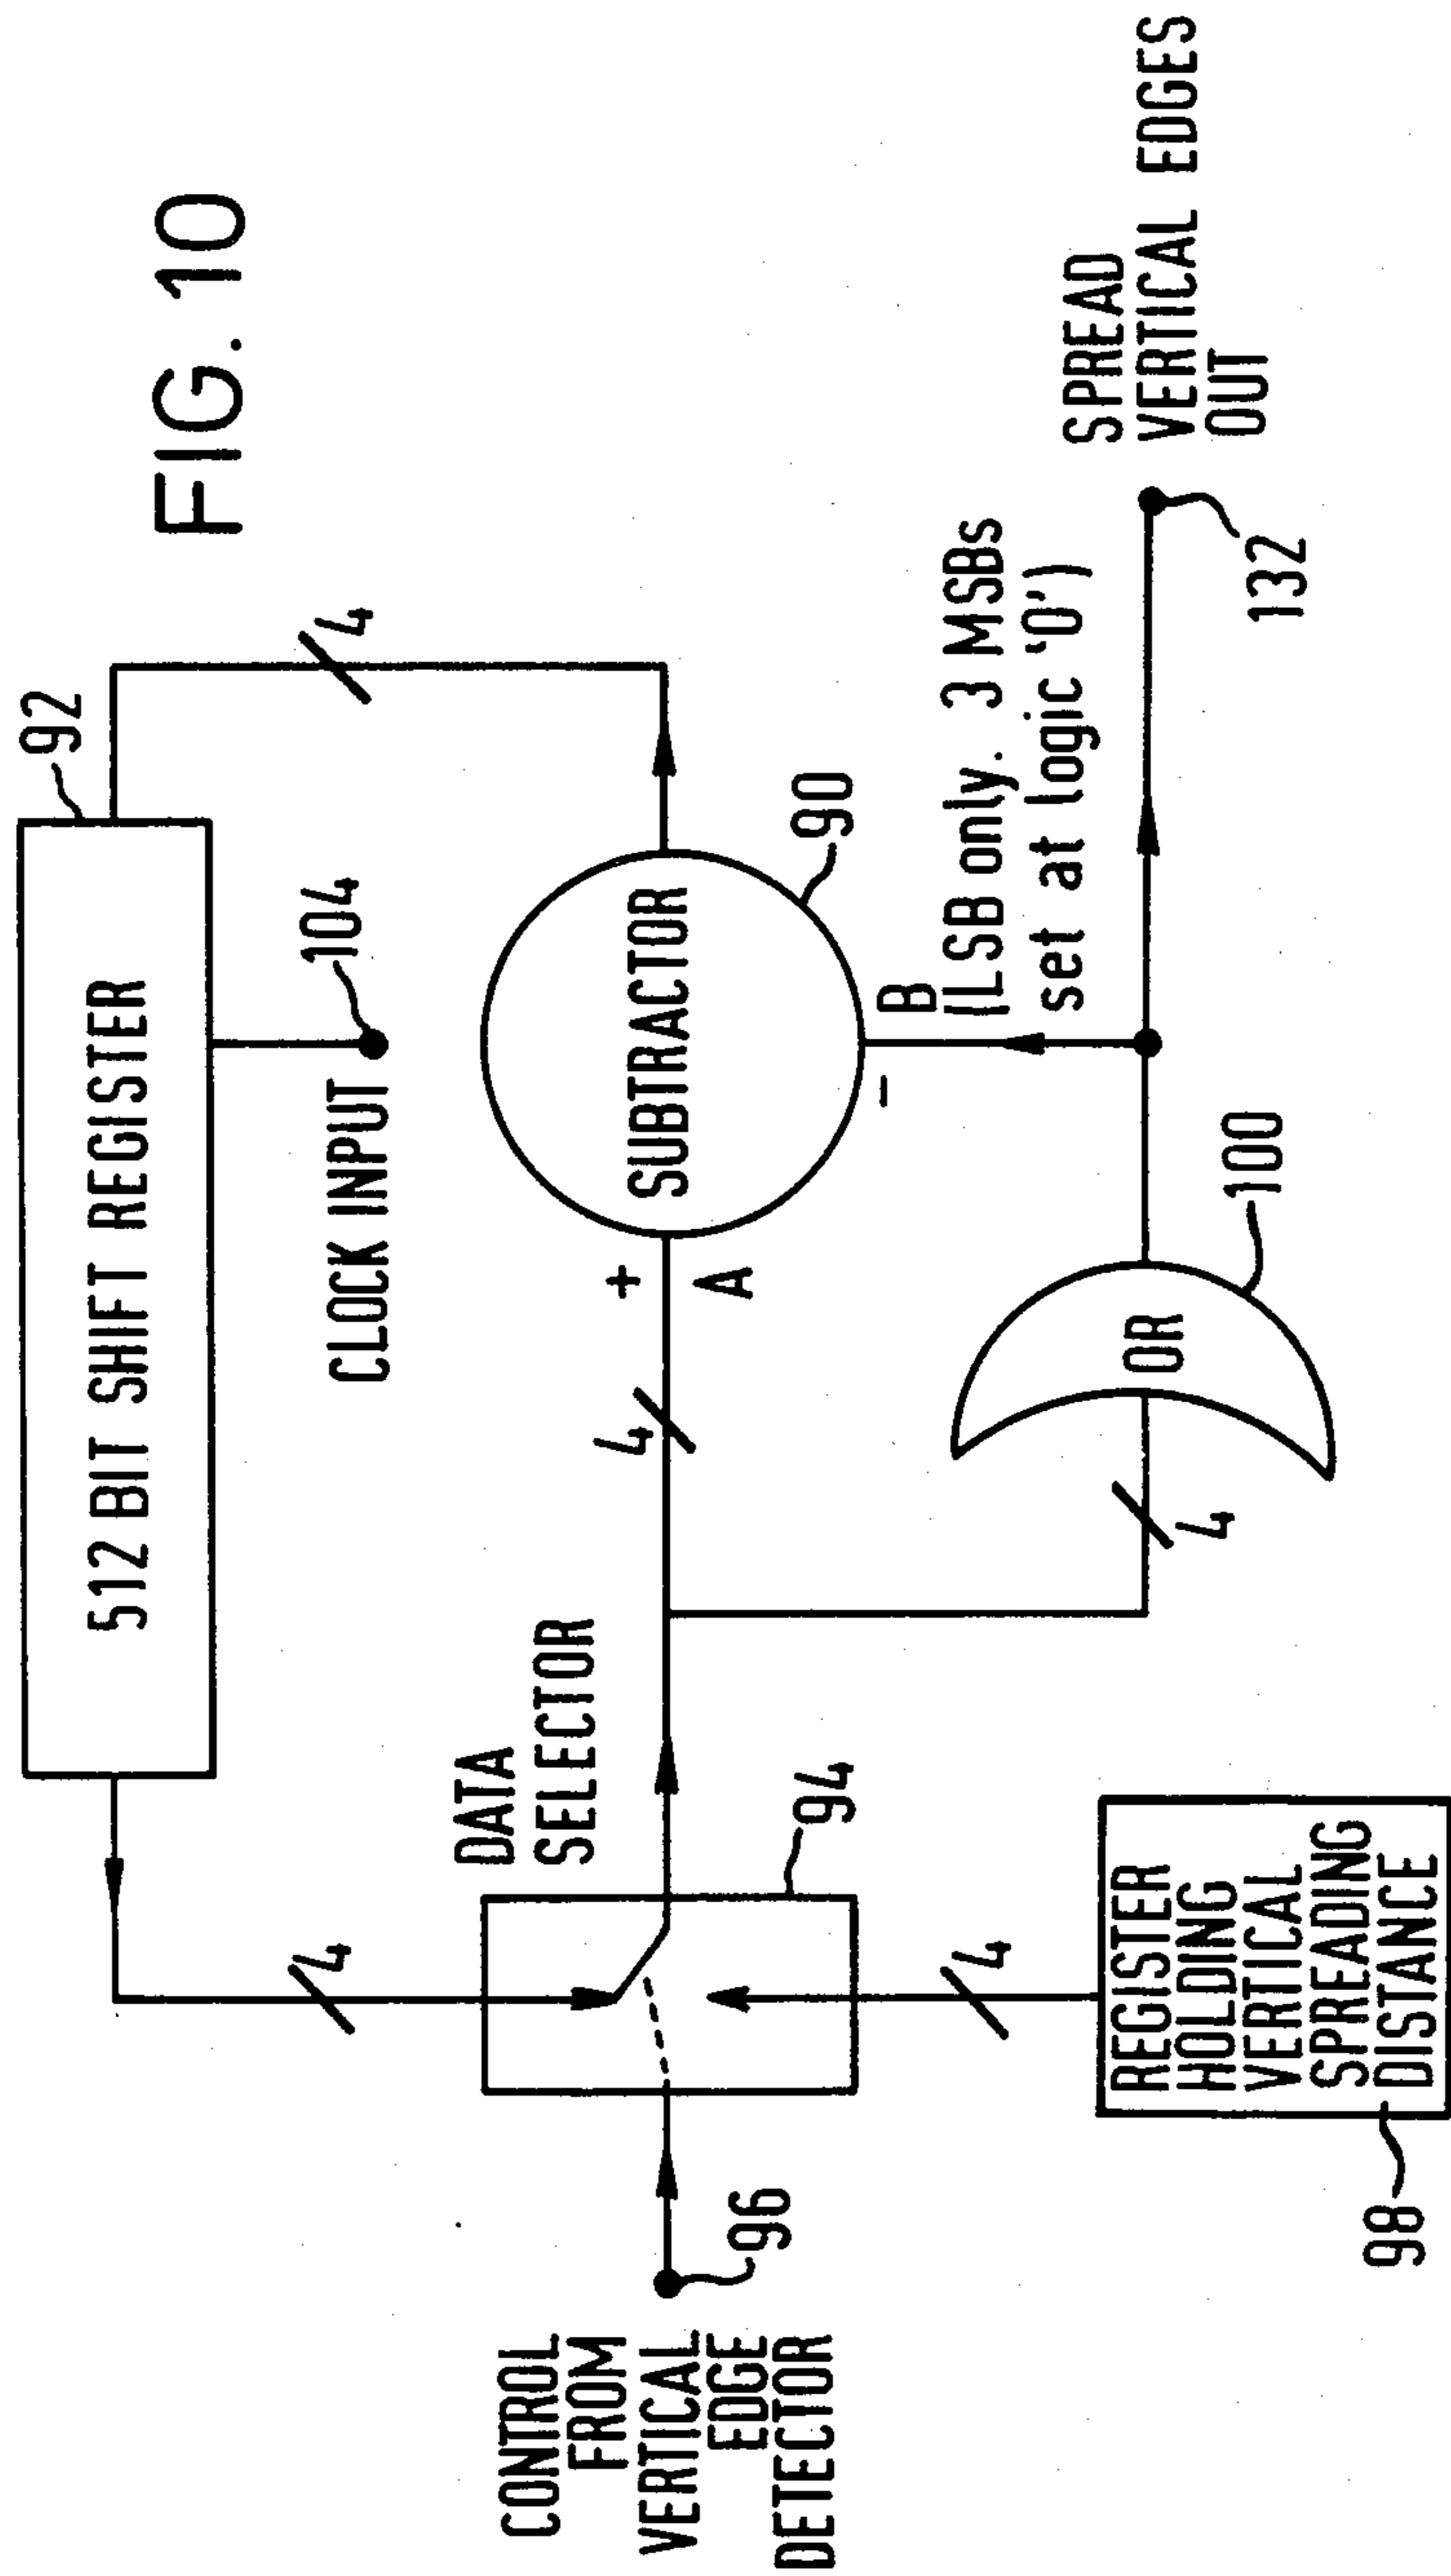 FIG. 10
92
512 BIT SHIFT REGISTER
4
104
CLOCK INPUT
4
DATA
SELECTOR
4
+
A
SUBTRACTOR
90
CONTROL
FROM
VERTICAL
EDGE
DETECTOR
96
94
-
B
(LSB only. 3 MSBs
set at logic '0')
4
4
OR
100
SPREAD
VERTICAL EDGES
OUT
132
REGISTER
HOLDING
VERTICAL
SPREADING
DISTANCE
98